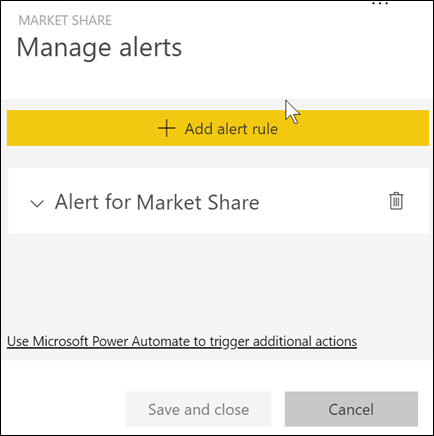 MARKET SHARE
Manage alerts
Add alert rule
Alert for Market Share
Use Microsoft Power Automate to trigger additional actions
Save and close
Cancel